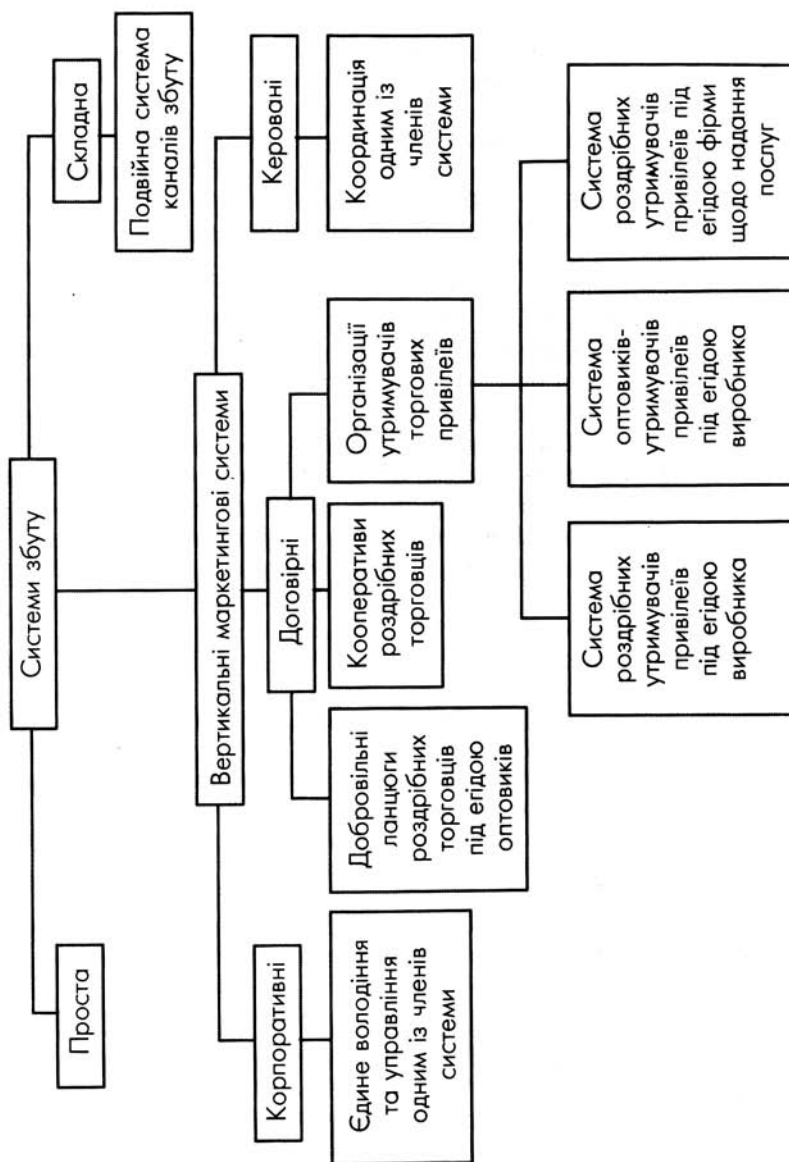 Системи збуту
Проста
Складна
Подвійна система
каналів збуту
Вертикальні маркетингові системи
Корпоративні
Договірні
Керовані
Єдине володіння
та управління
одним із членів
системи
Добровільні
ланцюги
роздрібних
торговців
під егідою
оптовиків
Кооперативи
роздрібних
торговців
Організації
утримувачів
торгових
привілеїв
Координація
одним із
членів
системи
Система
роздрібних
утримувачів
привілеїв
під егідою
виробника
Система
оптовиків-
утримувачів
привілеїв
під егідою
виробника
Система
роздрібних
утримувачів
привілеїв під
егідою фірми
щодо надання
послуг